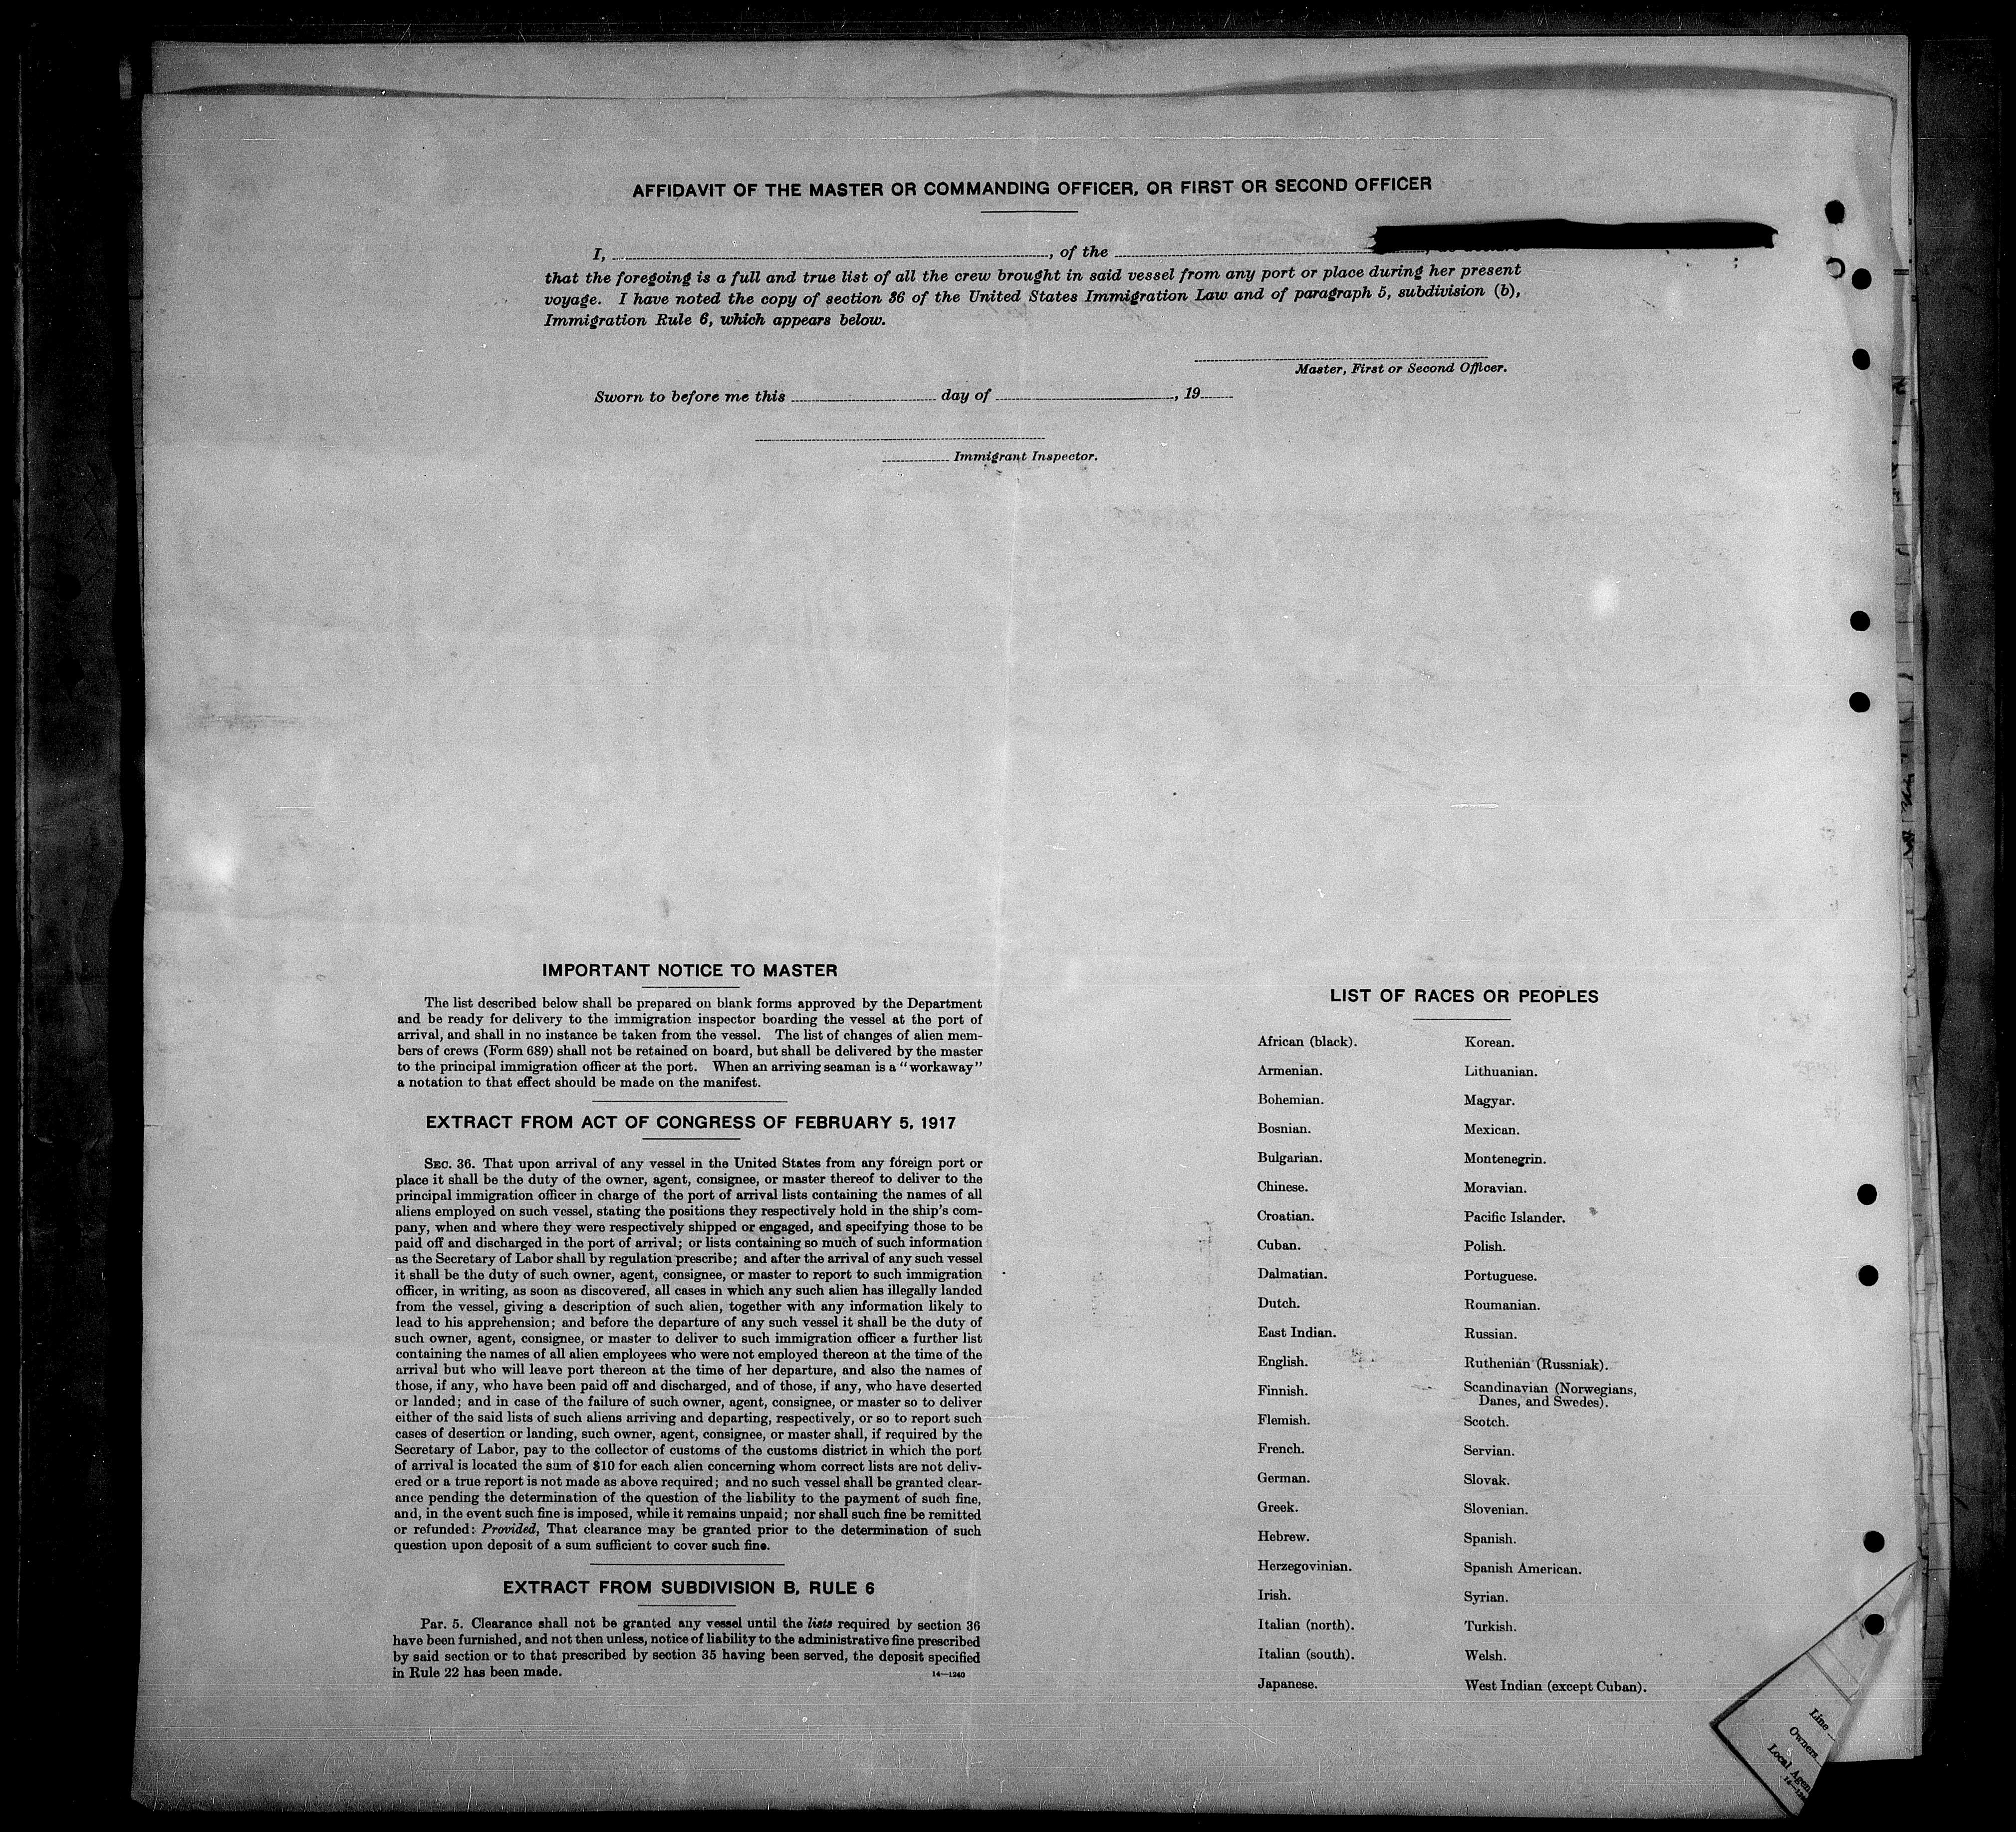 AFFIDAVIT OF THE MASTER OR COMMANDING OFFICER, OR FIRST OR SECOND OFFICER
I, , of the
that the foregoing is a full and true list of all the crew brought in said vessel from any port or place during her present
voyage. I have noted the copy of section 36 of the United States Immigration Law and of paragraph 5, subdivision (b),
Immigration Rule 6, which appears below.
Master, First or Second Officer.
Sworn to before me this day of , 19
Immigrant Inspector.
IMPORTANT NOTICE TO MASTER
The list described below shall be prepared on blank forms approved by the Department
and be ready for delivery to the immigration inspector boarding the vessel at the port of
arrival, and shall in no instance be taken from the vessel. The list of changes of alien mem-
bers of crews (Form 689) shall not be retained on board, but shall be delivered by the master
to the principal immigration officer at the port. When an arriving seaman is a "workaway"
a notation to that effect should be made on the manifest.
EXTRACT FROM ACT OF CONGRESS OF FEBRUARY 5, 1917
SEC. 36. That upon arrival of any vessel in the United States from any foreign port or
place it shall be the duty of the owner, agent, consignee, or master thereof to deliver to the
principal immigration officer in charge of the port of arrival lists containing the names of all
aliens employed on such vessel, stating the positions they respectively hold in the ship's com-
pany, when and where they were respectively shipped or engaged, and specifying those to be
paid off and discharged in the port of arrival; or lists containing so much of such information
as the Secretary of Labor shall by regulation prescribe; and after the arrival of any such vessel
it shall be the duty of such owner, agent, consignee, or master to report to such immigration
officer, in writing, as soon as discovered, all cases in which any such alien has illegally landed
from the vessel, giving a description of such alien, together with any information likely to
lead to his apprehension; and before the departure of any such vessel it shall be the duty of
such owner, agent, consignee, or master to deliver to such immigration officer a further list
containing the names of all alien employees who were not employed thereon at the time of the
arrival but who will leave port thereon at the time of her departure, and also the names of
those, if any, who have been paid off and discharged, and of those, if any, who have deserted
or landed; and in case of the failure of such owner, agent, consignee, or master so to deliver
either of the said lists of such aliens arriving and departing, respectively, or so to report such
cases of desertion or landing, such owner, agent, consignee, or master shall, if required by the
Secretary of Labor, pay to the collector of customs of the customs district in which the port
of arrival is located the sum of $10 for each alien concerning whom correct lists are not deliv-
ered or a true report is not made as above required; and no such vessel shall be granted clear-
ance pending the determination of the question of the liability to the payment of such fine,
and, in the event such fine is imposed, while it remains unpaid; nor shall such fine be remitted
or refunded: Provided, That clearance may be granted prior to the determination of such
question upon deposit of a sum sufficient to cover such fine.
EXTRACT FROM SUBDIVISION B, RULE 6
Par. 5. Clearance shall not be granted any vessel until the lists required by section 36
have been furnished, and not then unless, notice of liability to the administrative fine prescribed
by said section or to that prescribed by section 35 having been served, the deposit specified
in Rule 22 has been made.
14—1240
LIST OF RACES OR PEOPLES
African (black).
Armenian.
Bohemian.
Bosnian.
Bulgarian.
Chinese.
Croatian.
Cuban.
Dalmatian.
Dutch.
East Indian.
English.
Finnish.
Flemish.
French.
German.
Greek.
Hebrew.
Herzegovinian.
Irish.
Italian (north).
Italian (south).
Japanese.
Korean.
Lithuanian.
Magyar.
Mexican.
Montenegrin.
Moravian.
Pacific Islander.
Polish.
Portuguese.
Roumanian.
Russian.
Ruthenian (Russniak).
Scandinavian (Norwegians,
Danes, and Swedes).
Scotch.
Servian.
Slovak.
Slovenian.
Spanish.
Spanish American.
Syrian.
Turkish.
Welsh.
West Indian (except Cuban).
Line
Owners
Local